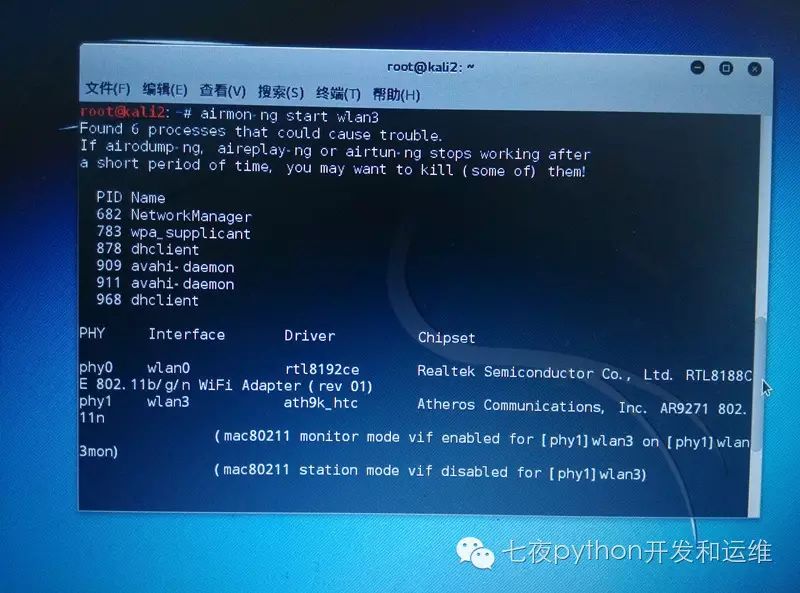 root@kali2: ~
文件(F) 编辑(E) 查看(V) 搜索(S) 终端(T) 帮助(H)
root@kali2:~# airmon-ng start wlan3
Found 6 processes that could cause trouble.
If airodump-ng, aireplay-ng or airtun-ng stops working after
a short period of time, you may want to kill (some of) them!
PID Name
682 NetworkManager
783 wpa_supplicant
878 dhclient
909 avahi-daemon
911 avahi-daemon
968 dhclient
PHY Interface Driver Chipset
phy0 wlan0 rtl8192ce Realtek Semiconductor Co., Ltd. RTL8188C
E 802.11b/g/n WiFi Adapter (rev 01)
phy1 wlan3 ath9k_htc Atheros Communications, Inc. AR9271 802.
11n
(mac80211 monitor mode vif enabled for [phy1]wlan3 on [phy1]wlan
3mon)
(mac80211 station mode vif disabled for [phy1]wlan3)
七夜python开发和运维